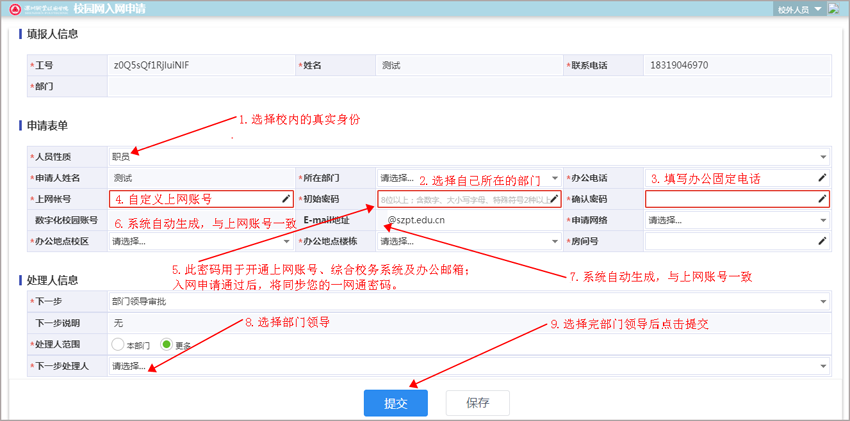 深圳职业技术学院 校园网入网申请 校外人员
填报人信息
*工号 z0Q5sQf1RjIuiNIF *姓名 测试 *联系电话 18319046970
*部门
1. 选择校内的真实身份
申请表单
*人员性质 职员
*申请人姓名 测试 *所在部门 请选择... 2. 选择自己所在的部门 *办公电话 3. 填写办公固定电话
*上网帐号 4. 自定义上网账号 *初始密码 8位以上；含数字、大小写字母、特殊符号2种以上 *确认密码
数字化校园账号 6. 系统自动生成，与上网账号一致 E-mail地址 @szpt.edu.cn *申请网络 请选择...
*办公地点校区 请选择... *办公地点楼栋 请选择... *房间号
5. 此密码用于开通上网账号、综合校务系统及办公邮箱；
入网申请通过后，将同步您的一网通密码。
7. 系统自动生成，与上网账号一致
处理人信息
*下一步 部门领导审批
下一步说明 无
8. 选择部门领导
9. 选择完部门领导后点击提交
*处理人范围 本部门 更多
*下一步处理人 请选择...
提交 保存